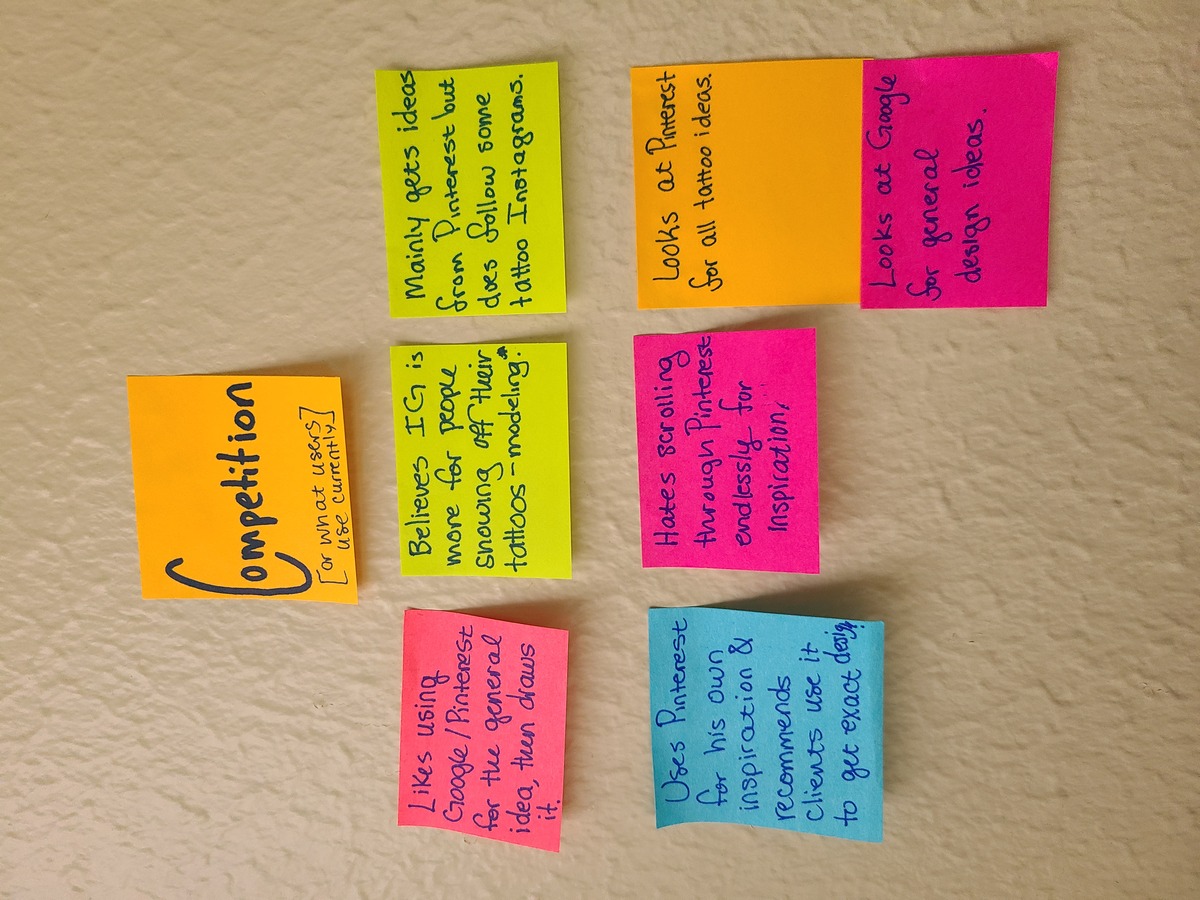 Competition
[or what users
use currently]
Likes using
Google/Pinterest
for the general
idea, then draws
it.
Believes IG is
more for people
showing off their
tattoos - modeling.*
Mainly gets ideas
from Pinterest but
does follow some
tattoo Instagrams.
Uses Pinterest
for his own
inspiration &
recommends
clients use it
to get exact design.
Hates scrolling
through Pinterest
endlessly for
inspiration.
Looks at Pinterest
for all tattoo ideas.
Looks at Google
for general
design ideas.